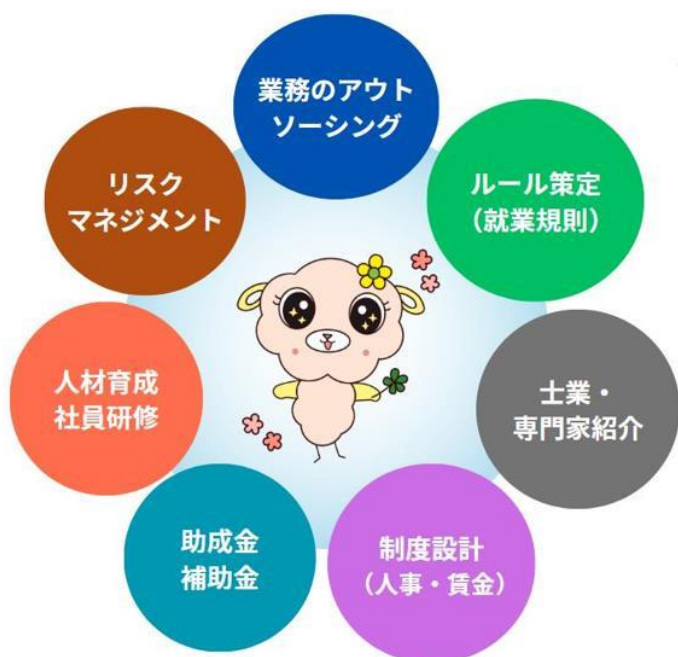 業務のアウト
ソーシング
ルール策定
（就業規則）
士業・
専門家紹介
制度設計
（人事・賃金）
助成金
補助金
人材育成
社員研修
リスク
マネジメント